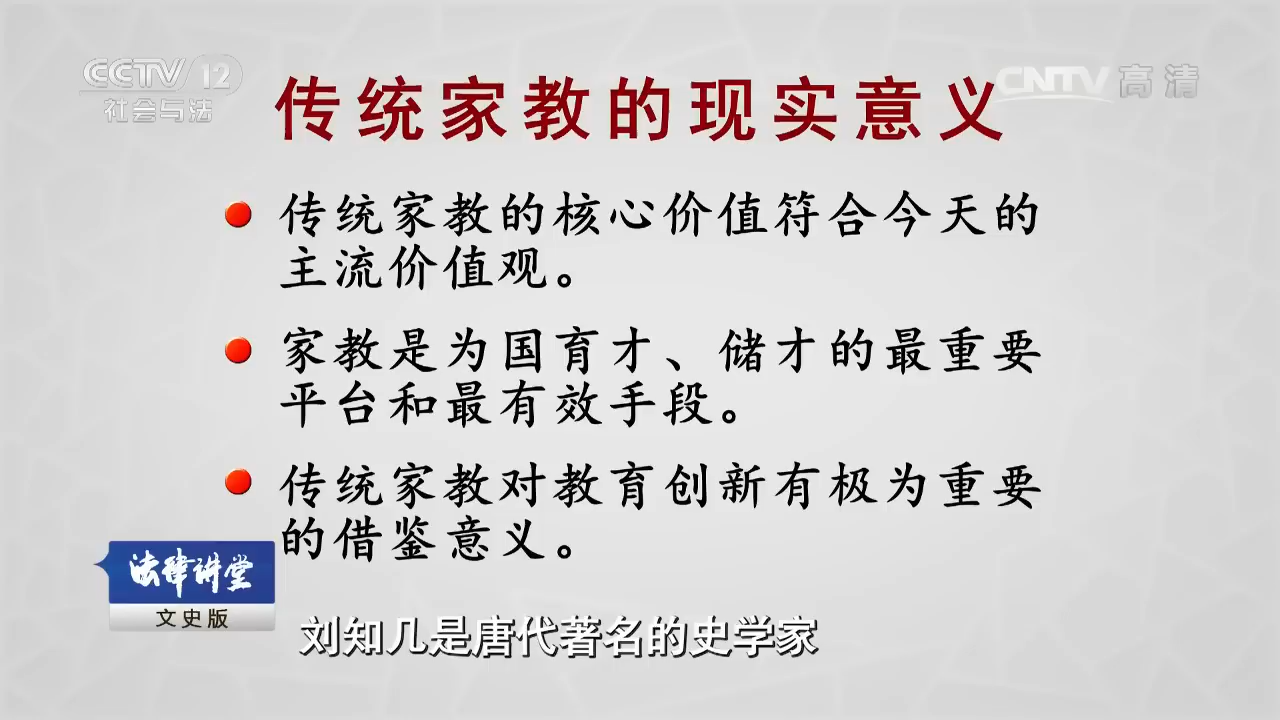 CCTV 12
社会与法
CNTV 高清
传统家教的现实意义
传统家教的核心价值符合今天的
主流价值观。
家教是为国育才、储才的最重要
平台和最有效手段。
传统家教对教育创新有极为重要
的借鉴意义。
法律讲堂
文史版
刘知几是唐代著名的史学家